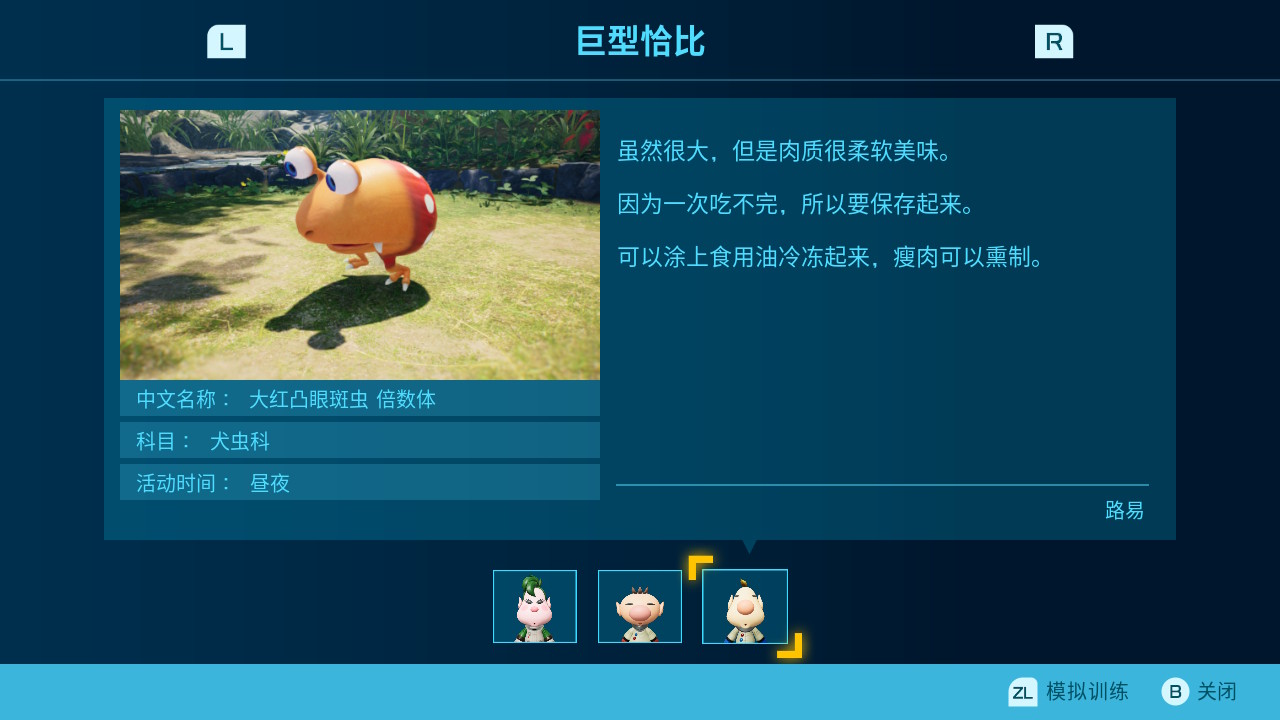 L
巨型恰比
R
虽然很大，但是肉质很柔软美味。
因为一次吃不完，所以要保存起来。
可以涂上食用油冷冻起来，瘦肉可以熏制。
中文名称： 大红凸眼斑虫 倍数体
科目： 犬虫科
活动时间： 昼夜
路易
ZL 模拟训练 B 关闭